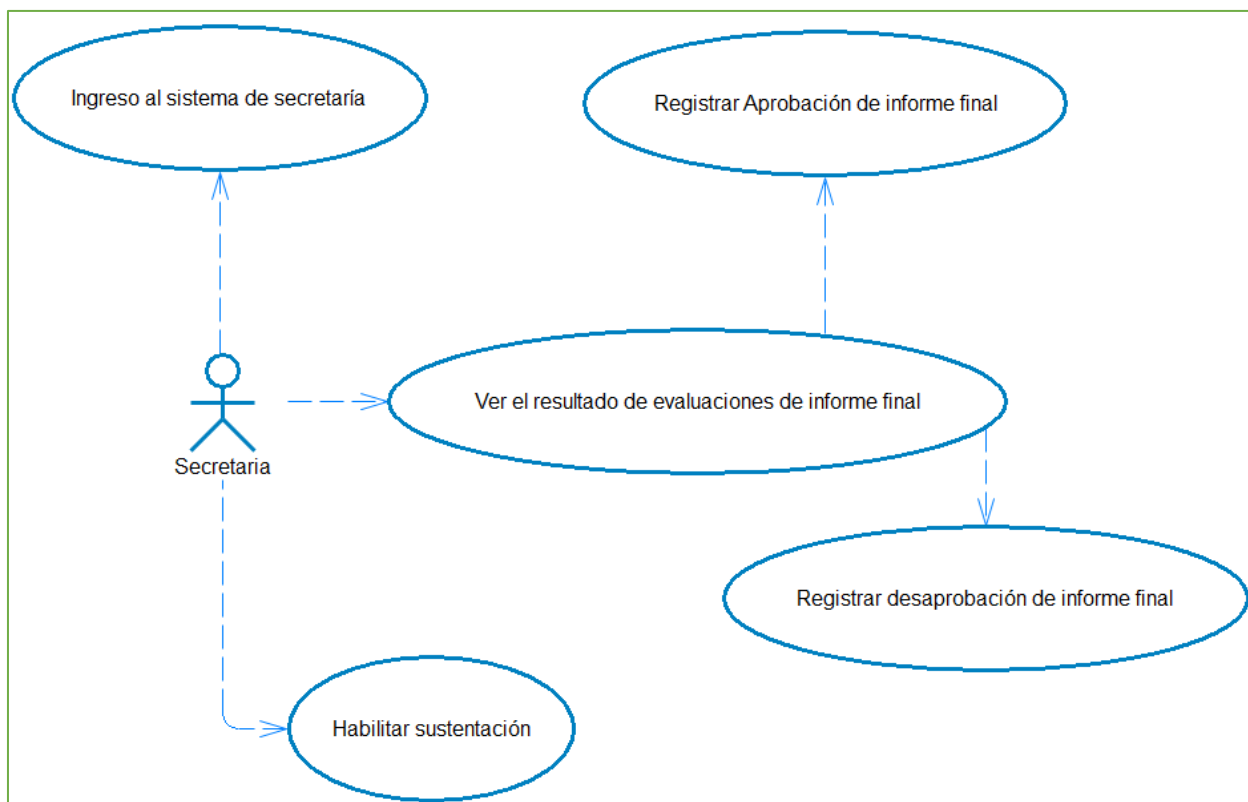 Ingreso al sistema de secretaría
Registrar Aprobación de informe final
Ver el resultado de evaluaciones de informe final
Secretaria
Registrar desaprobación de informe final
Habilitar sustentación